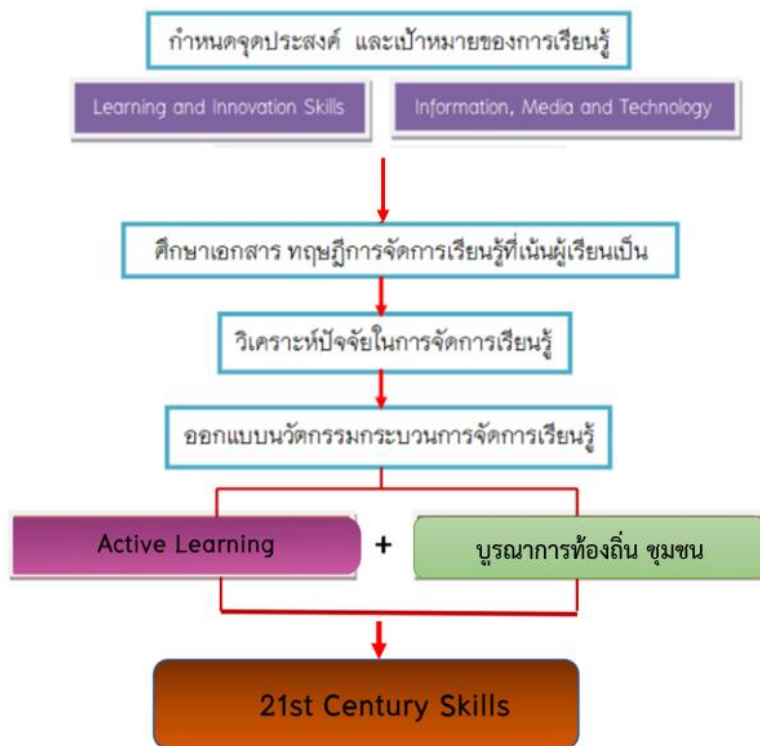 กำหนดจุดประสงค์ และเป้าหมายของการเรียนรู้
Learning and Innovation Skills
Information, Media and Technology
ศึกษาเอกสาร ทฤษฎีการจัดการเรียนรู้ที่เน้นผู้เรียนเป็น
วิเคราะห์ปัจจัยในการจัดการเรียนรู้
ออกแบบนวัตกรรมกระบวนการจัดการเรียนรู้
Active Learning + บูรณาการท้องถิ่น ชุมชน
21st Century Skills